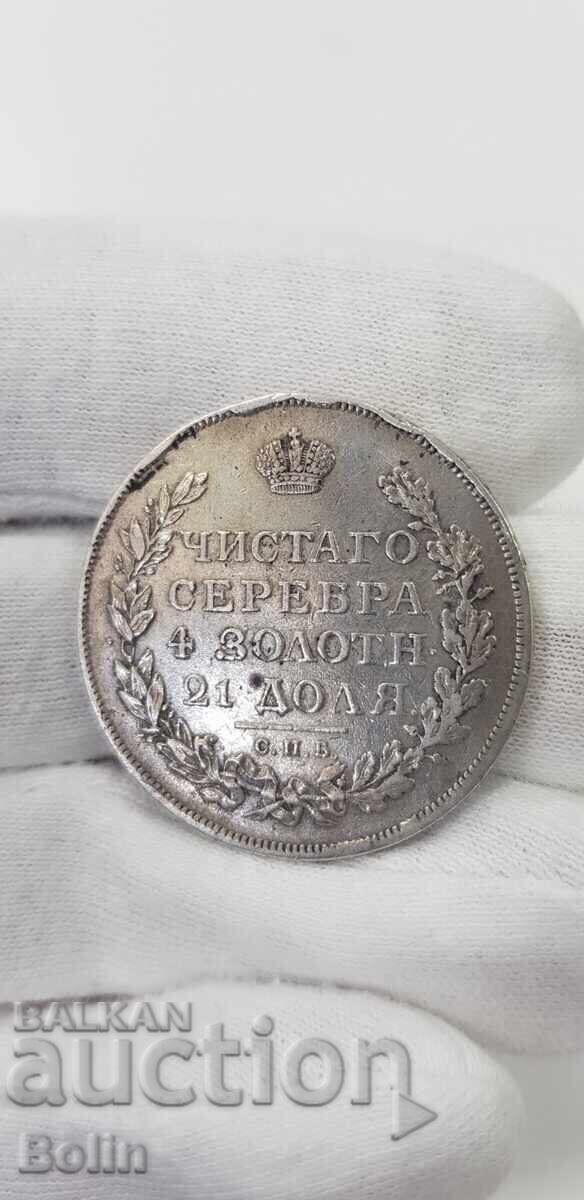 ЧИСТАГО
СЕРЕБРА
4 ЗОЛОТН.
21 ДОЛЯ.
С.П.Б.
BALKAN
auction
Bolin